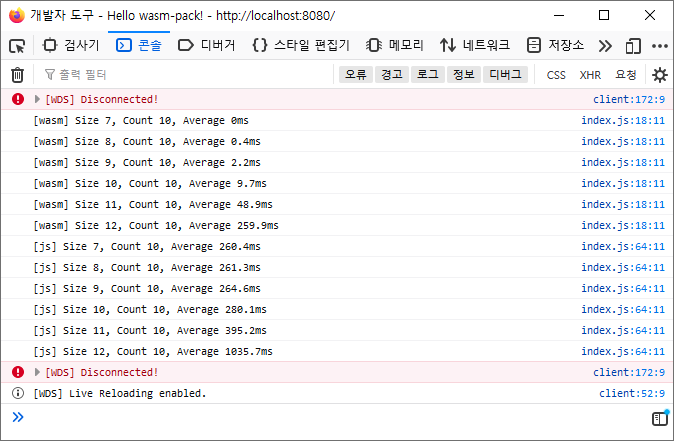 개발자 도구 - Hello wasm-pack! - http://localhost:8080/
검사기 콘솔 디버거 스타일 편집기 메모리 네트워크 저장소
출력 필터 오류 경고 로그 정보 디버그 CSS XHR 요청
[WDS] Disconnected! client:172:9
[wasm] Size 7, Count 10, Average 0ms index.js:18:11
[wasm] Size 8, Count 10, Average 0.4ms index.js:18:11
[wasm] Size 9, Count 10, Average 2.2ms index.js:18:11
[wasm] Size 10, Count 10, Average 9.7ms index.js:18:11
[wasm] Size 11, Count 10, Average 48.9ms index.js:18:11
[wasm] Size 12, Count 10, Average 259.9ms index.js:18:11
[js] Size 7, Count 10, Average 260.4ms index.js:64:11
[js] Size 8, Count 10, Average 261.3ms index.js:64:11
[js] Size 9, Count 10, Average 264.6ms index.js:64:11
[js] Size 10, Count 10, Average 280.1ms index.js:64:11
[js] Size 11, Count 10, Average 395.2ms index.js:64:11
[js] Size 12, Count 10, Average 1035.7ms index.js:64:11
[WDS] Disconnected! client:172:9
[WDS] Live Reloading enabled. client:52:9